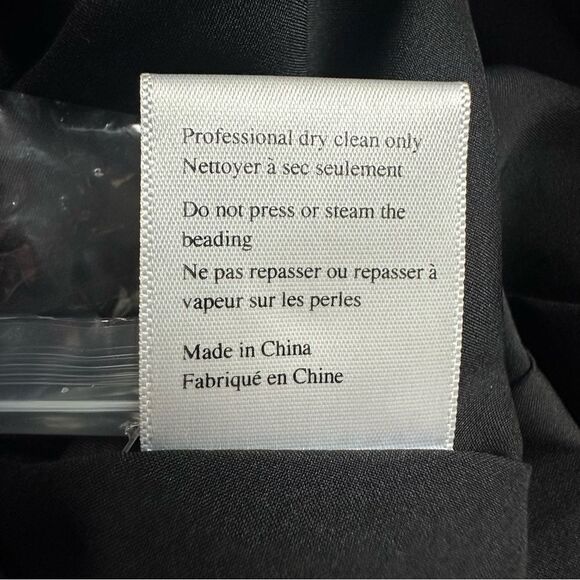 Professional dry clean only
Nettoyer à sec seulement
Do not press or steam the
beading
Ne pas repasser ou repasser à
vapeur sur les perles
Made in China
Fabriqué en Chine